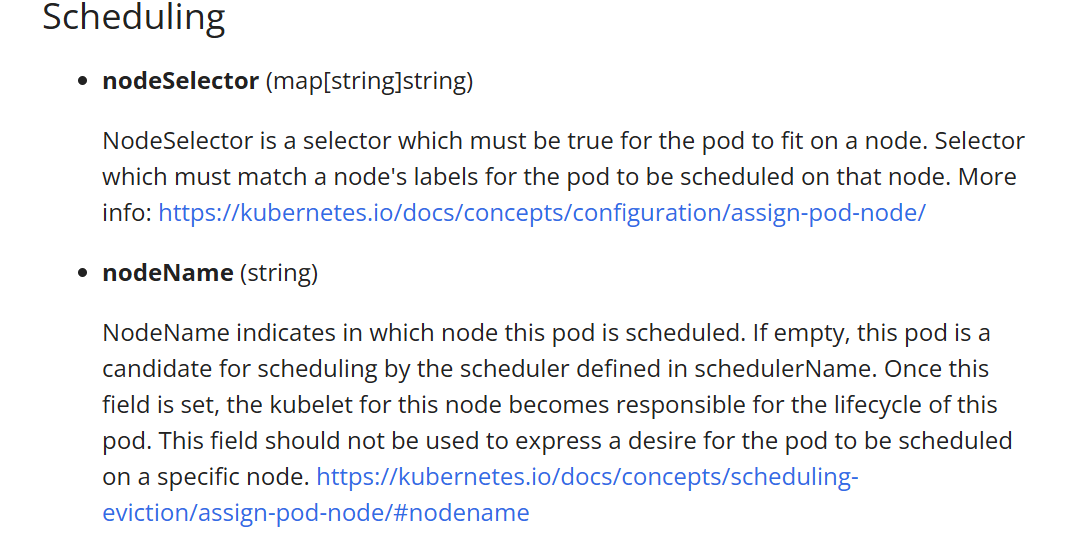 Scheduling
• nodeSelector (map[string]string)
NodeSelector is a selector which must be true for the pod to fit on a node. Selector
which must match a node's labels for the pod to be scheduled on that node. More
info: https://kubernetes.io/docs/concepts/configuration/assign-pod-node/
• nodeName (string)
NodeName indicates in which node this pod is scheduled. If empty, this pod is a
candidate for scheduling by the scheduler defined in schedulerName. Once this
field is set, the kubelet for this node becomes responsible for the lifecycle of this
pod. This field should not be used to express a desire for the pod to be scheduled
on a specific node. https://kubernetes.io/docs/concepts/scheduling-
eviction/assign-pod-node/#nodename